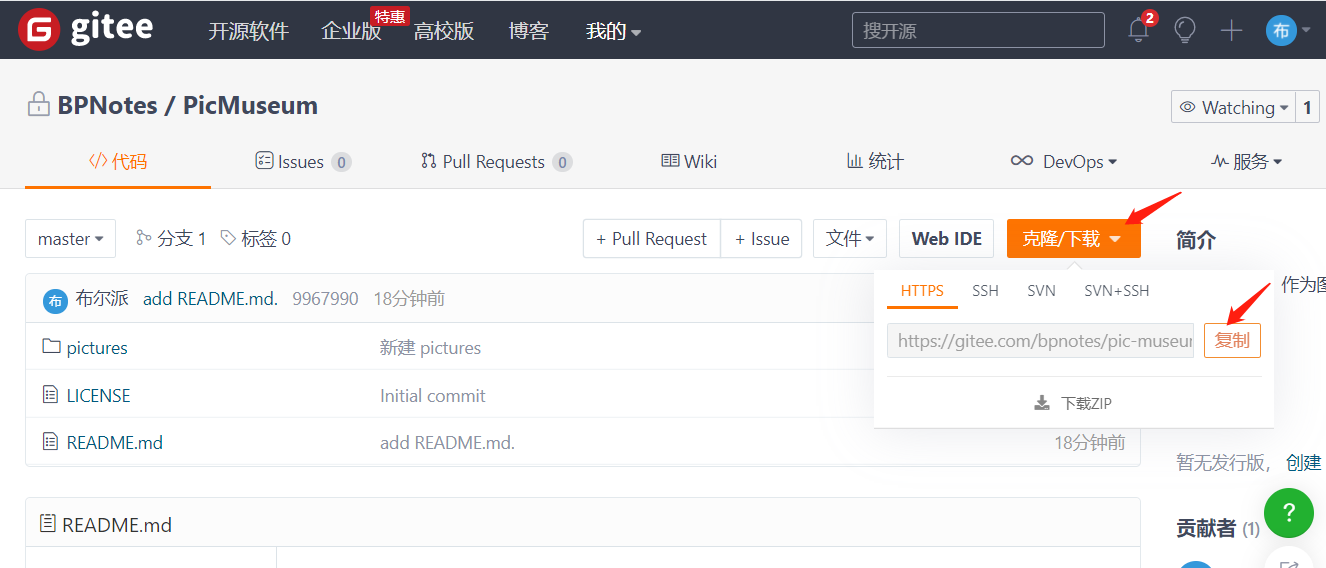 gitee 开源软件 企业版 特惠 高校版 博客 我的 搜开源 2 布
BPNotes / PicMuseum Watching 1
代码 Issues 0 Pull Requests 0 Wiki 统计 DevOps 服务
master 分支 1 标签 0 + Pull Request + Issue 文件 Web IDE 克隆/下载 简介
布 布尔派 add README.md. 9967990 18分钟前 HTTPS SSH SVN SVN+SSH 作为图
pictures 新建 pictures https://gitee.com/bpnotes/pic-museum 复制
LICENSE Initial commit 下载ZIP
README.md add README.md. 18分钟前
暂无发行版， 创建
README.md 贡献者 (1) ?